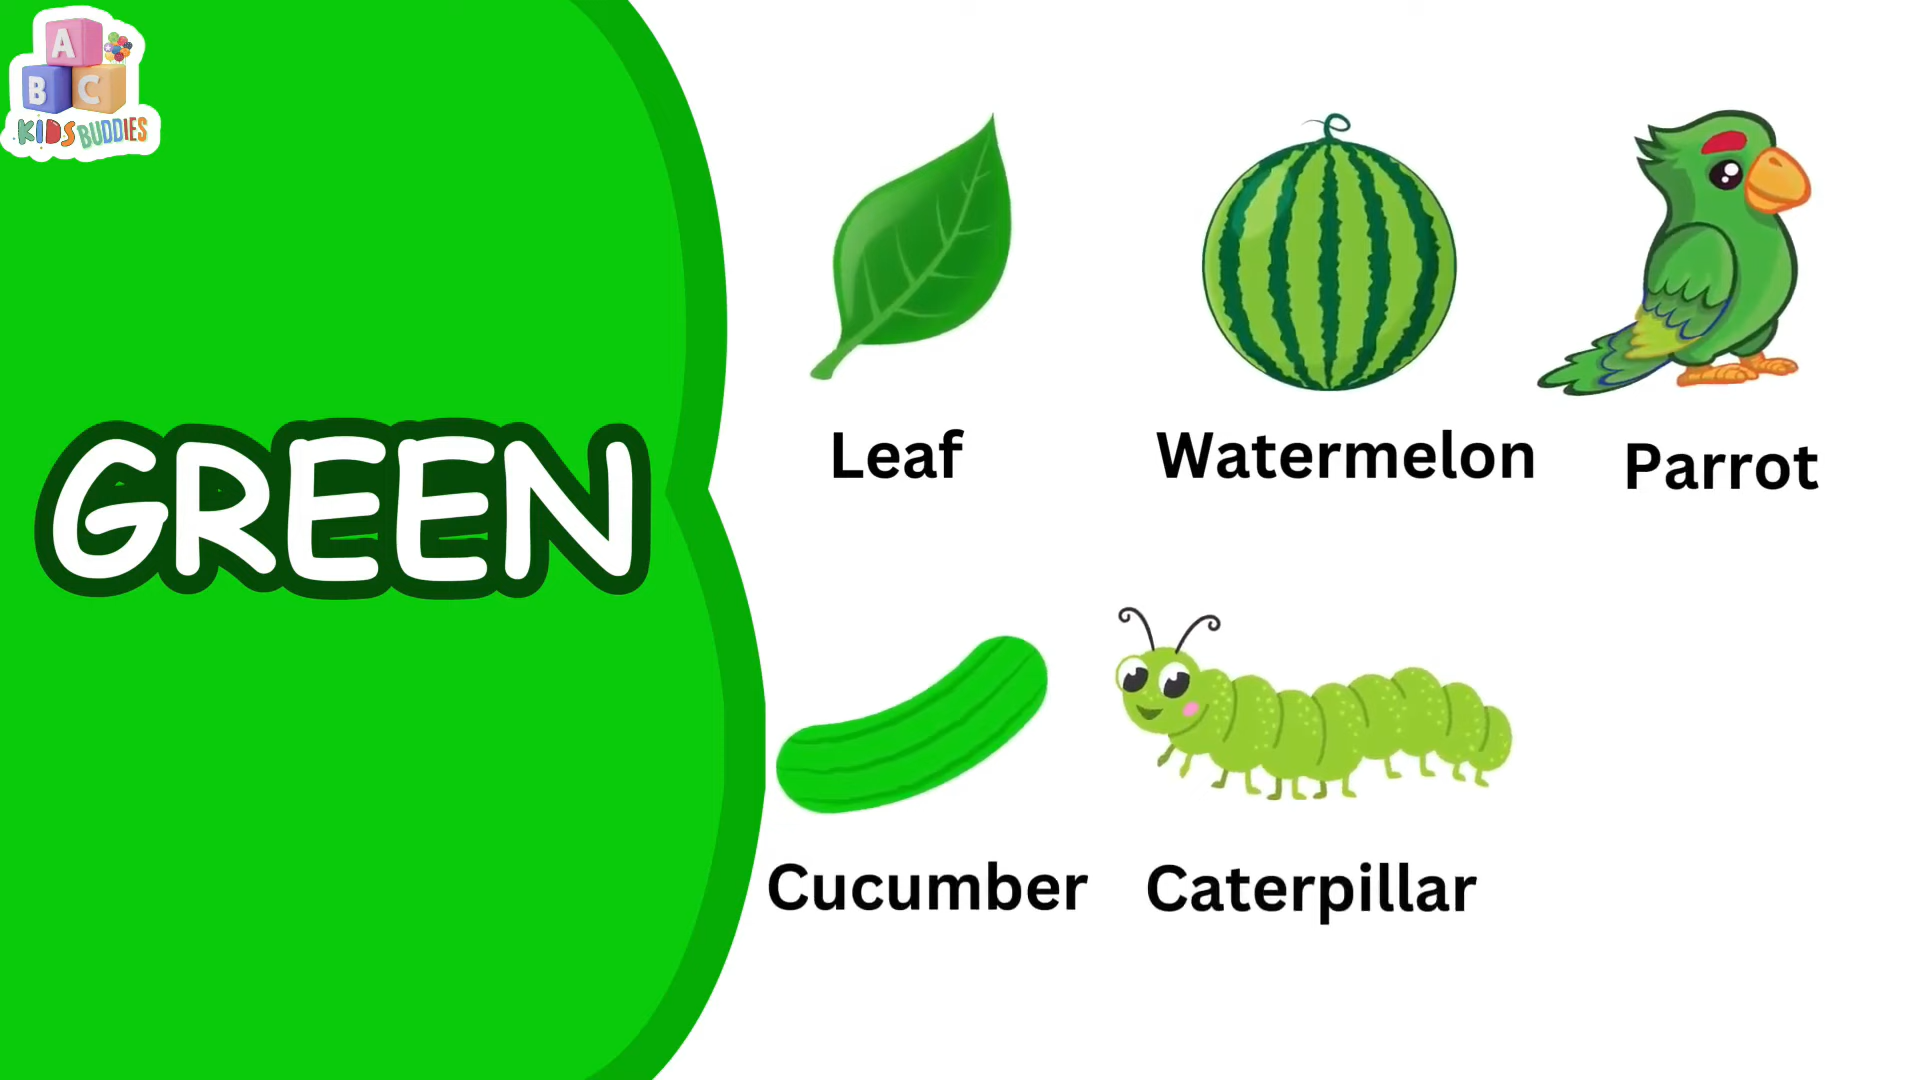 A
B C
KIDS BUDDIES
GREEN
Leaf
Watermelon
Parrot
Cucumber
Caterpillar